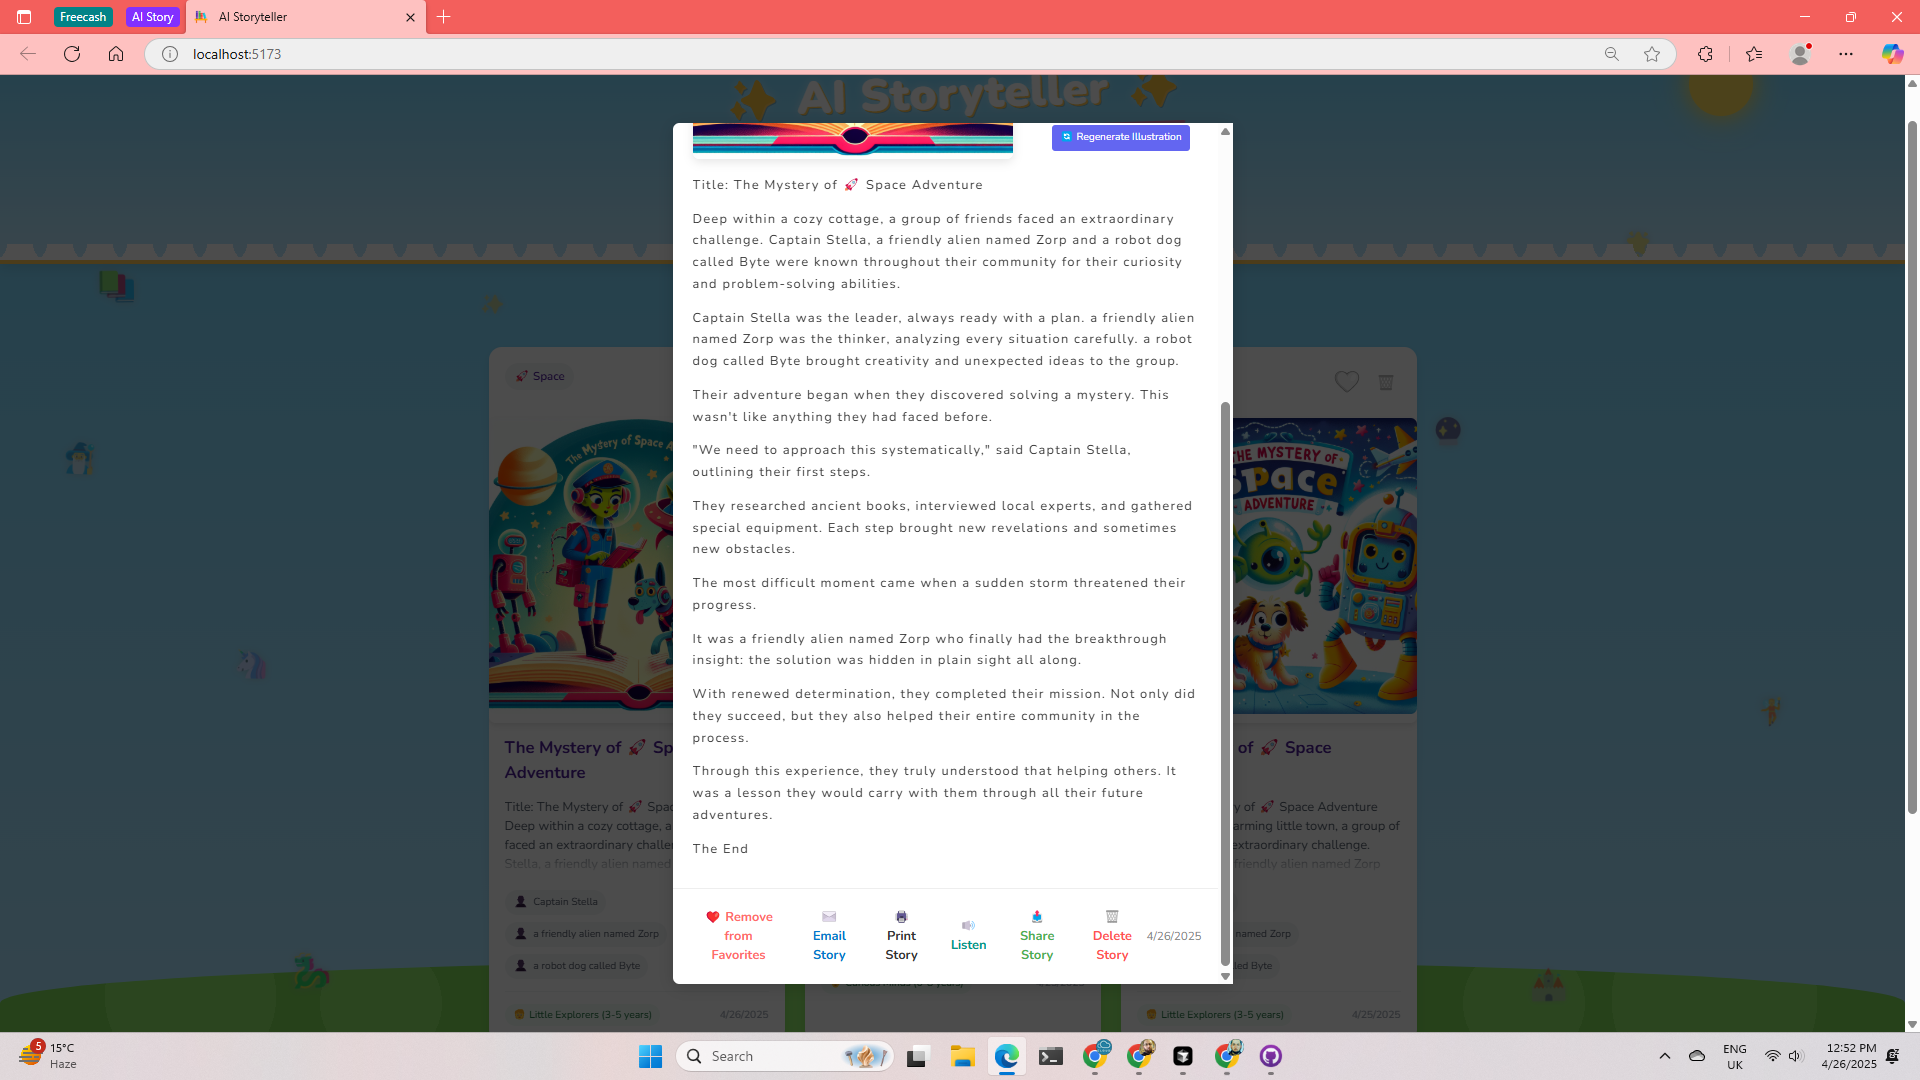 Freecash
AI Story
AI Storyteller
localhost:5173
AI Storyteller
Regenerate Illustration
Title: The Mystery of 🚀 Space Adventure
Deep within a cozy cottage, a group of friends faced an extraordinary
challenge. Captain Stella, a friendly alien named Zorp and a robot dog
called Byte were known throughout their community for their curiosity
and problem-solving abilities.
Captain Stella was the leader, always ready with a plan. a friendly alien
named Zorp was the thinker, analyzing every situation carefully. a robot
dog called Byte brought creativity and unexpected ideas to the group.
Their adventure began when they discovered solving a mystery. This
wasn't like anything they had faced before.
"We need to approach this systematically," said Captain Stella,
outlining their first steps.
They researched ancient books, interviewed local experts, and gathered
special equipment. Each step brought new revelations and sometimes
new obstacles.
The most difficult moment came when a sudden storm threatened their
progress.
It was a friendly alien named Zorp who finally had the breakthrough
insight: the solution was hidden in plain sight all along.
With renewed determination, they completed their mission. Not only did
they succeed, but they also helped their entire community in the
process.
Through this experience, they truly understood that helping others. It
was a lesson they would carry with them through all their future
adventures.
The End
❤️ Remove
from
Favorites
Email
Story
Print
Story
Listen
Share
Story
Delete
Story
4/26/2025
🚀 Space
The Mystery of Space A
The Mystery of 🚀 Sp
Adventure
Title: The Mystery of 🚀 Spac
Deep within a cozy cottage, a
faced an extraordinary challe
Stella, a friendly alien named
Captain Stella
a friendly alien named Zorp
a robot dog called Byte
Little Explorers (3-5 years)
4/26/2025
THE MYSTERY OF
SPACE
ADVENTURE
of 🚀 Space
y of 🚀 Space Adventure
arming little town, a group of
extraordinary challenge.
friendly alien named Zorp
named Zorp
led Byte
Little Explorers (3-5 years)
4/25/2025
5
15°C
Haze
Search
ENG
UK
12:52 PM
4/26/2025